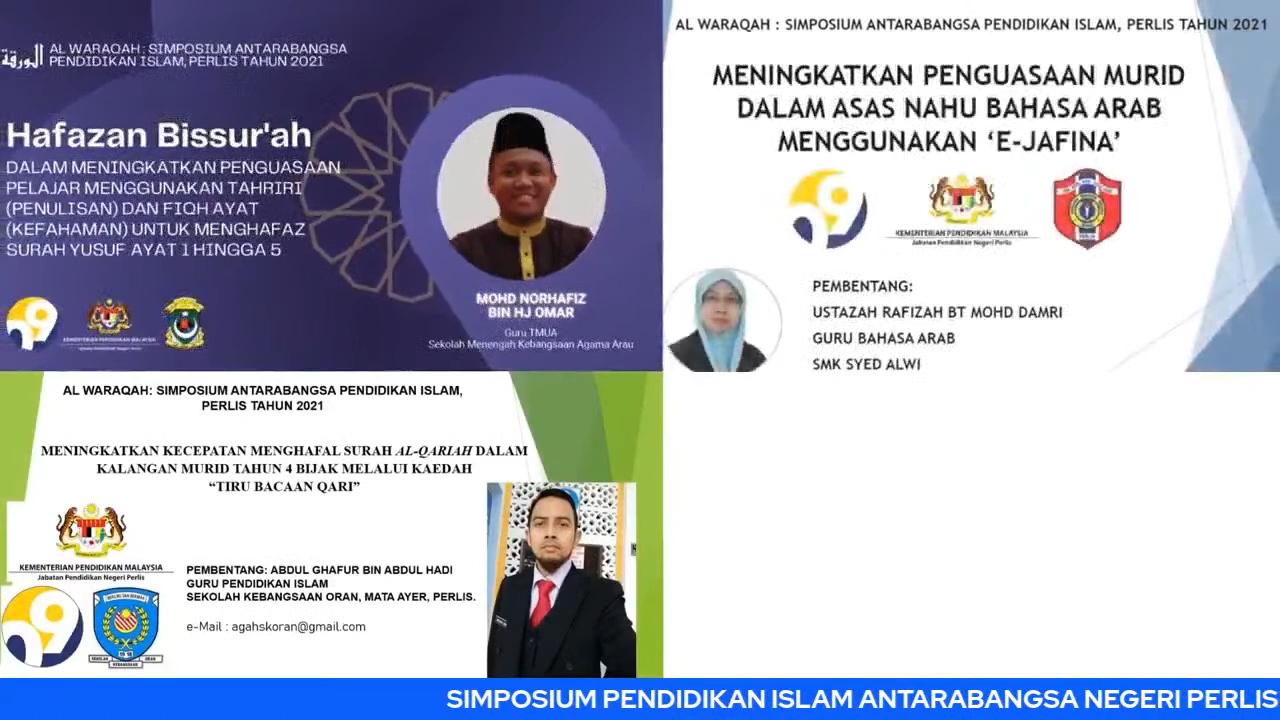 الورقة
AL WARAQAH : SIMPOSIUM ANTARABANGSA
PENDIDIKAN ISLAM, PERLIS TAHUN 2021
Hafazan Bissur'ah
DALAM MENINGKATKAN PENGUASAAN
PELAJAR MENGGUNAKAN TAHRIRI
(PENULISAN) DAN FIQH AYAT
(KEFAHAMAN) UNTUK MENGHAFAZ
SURAH YUSUF AYAT 1 HINGGA 5
MOHD NORHAFIZ
BIN HJ OMAR
Guru TMUA
Sekolah Menengah Kebangsaan Agama Arau
KEMENTERIAN PENDIDIKAN MALAYSIA
Jabatan Pendidikan Negeri Perlis
AL WARAQAH : SIMPOSIUM ANTARABANGSA PENDIDIKAN ISLAM, PERLIS TAHUN 2021
MENINGKATKAN PENGUASAAN MURID
DALAM ASAS NAHU BAHASA ARAB
MENGGUNAKAN ‘E-JAFINA’
KEMENTERIAN PENDIDIKAN MALAYSIA
Jabatan Pendidikan Negeri Perlis
PEMBENTANG:
USTAZAH RAFIZAH BT MOHD DAMRI
GURU BAHASA ARAB
SMK SYED ALWI
AL WARAQAH: SIMPOSIUM ANTARABANGSA PENDIDIKAN ISLAM,
PERLIS TAHUN 2021
MENINGKATKAN KECEPATAN MENGHAFAL SURAH AL-QARIAH DALAM
KALANGAN MURID TAHUN 4 BIJAK MELALUI KAEDAH
“TIRU BACAAN QARI”
KEMENTERIAN PENDIDIKAN MALAYSIA
Jabatan Pendidikan Negeri Perlis
PEMBENTANG: ABDUL GHAFUR BIN ABDUL HADI
GURU PENDIDIKAN ISLAM
SEKOLAH KEBANGSAAN ORAN, MATA AYER, PERLIS.
e-Mail : agahskoran@gmail.com
SIMPOSIUM PENDIDIKAN ISLAM ANTARABANGSA NEGERI PERLIS